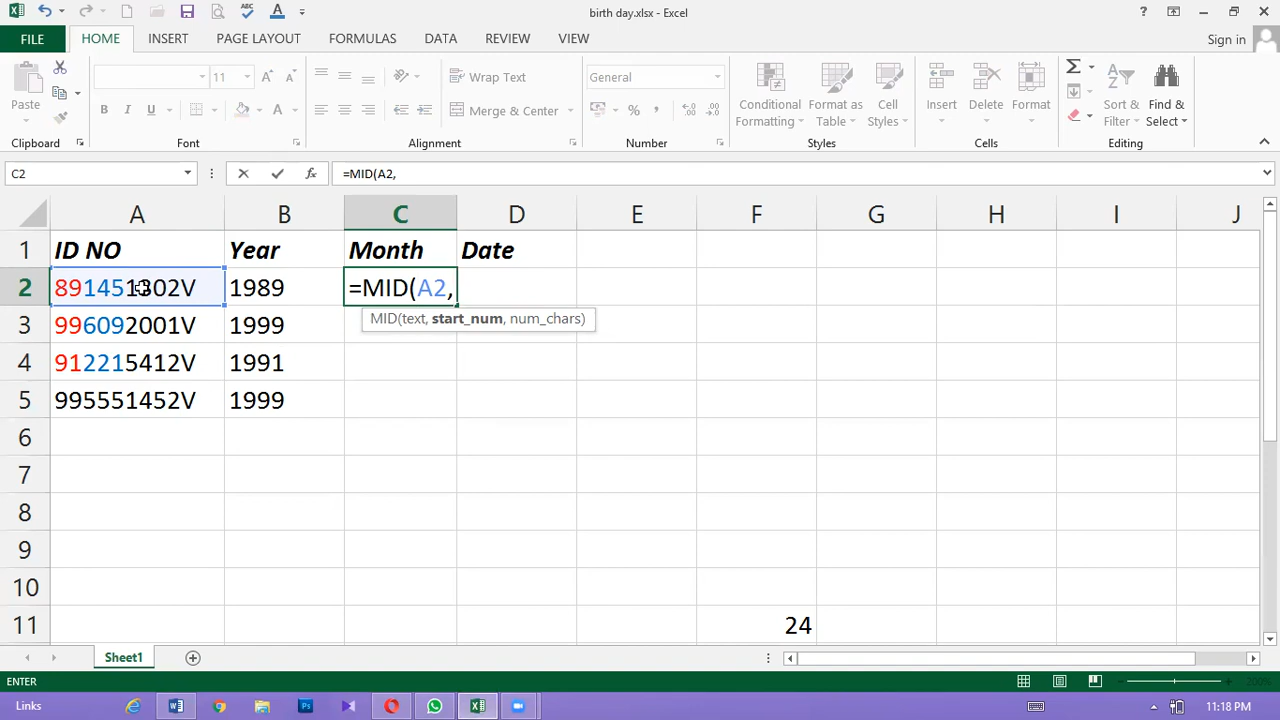 birth day.xlsx - Excel
FILE HOME INSERT PAGE LAYOUT FORMULAS DATA REVIEW VIEW Sign in
11 Wrap Text General
Paste B I U Merge & Center % Conditional Formatting Format as Table Cell Styles Insert Delete Format Sort & Filter Find & Select
Clipboard Font Alignment Number Styles Cells Editing
C2 =MID(A2,
A B C D E F G H I J
1 ID NO Year Month Date
2 891451302V 1989 =MID(A2,
MID(text, start_num, num_chars)
3 996092001V 1999
4 912215412V 1991
5 995551452V 1999
6
7
8
9
10
11 24
Sheet1
ENTER 200%
Links 11:18 PM